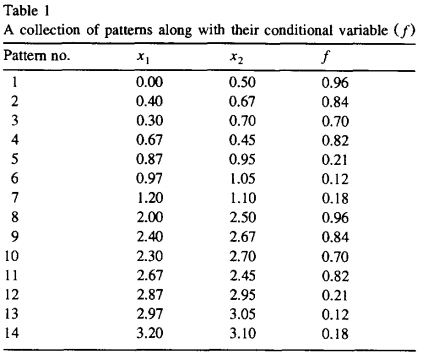 Table 1
A collection of patterns along with their conditional variable (f)
Pattern no. x1 x2 f
1 0.00 0.50 0.96
2 0.40 0.67 0.84
3 0.30 0.70 0.70
4 0.67 0.45 0.82
5 0.87 0.95 0.21
6 0.97 1.05 0.12
7 1.20 1.10 0.18
8 2.00 2.50 0.96
9 2.40 2.67 0.84
10 2.30 2.70 0.70
11 2.67 2.45 0.82
12 2.87 2.95 0.21
13 2.97 3.05 0.12
14 3.20 3.10 0.18